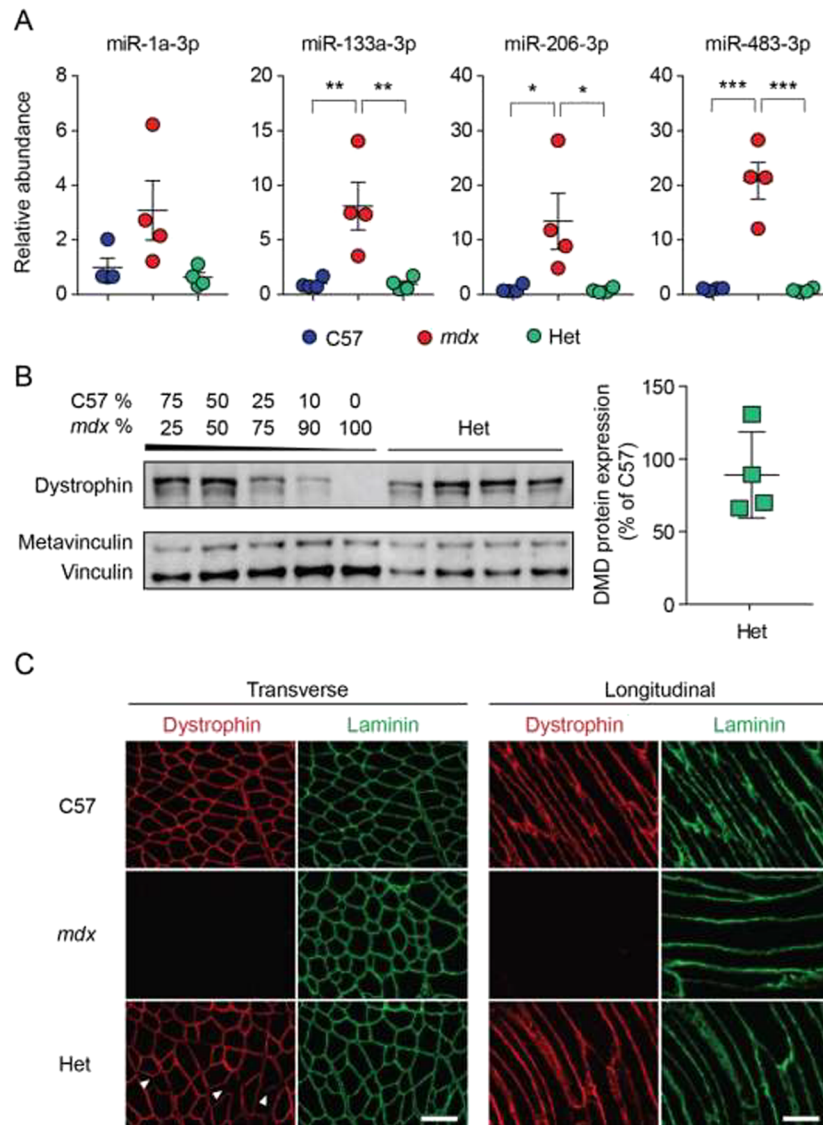 A
miR-1a-3p miR-133a-3p miR-206-3p miR-483-3p
** ** * * *** ***
Relative abundance
8 6 4 2 0
20 15 10 5 0
40 30 20 10 0
40 30 20 10 0
C57 mdx Het
B
C57 % 75 50 25 10 0
mdx % 25 50 75 90 100 Het
Dystrophin
Metavinculin
Vinculin
DMD protein expression
(% of C57)
150
100
50
0
Het
C
Transverse Longitudinal
Dystrophin Laminin Dystrophin Laminin
C57
mdx
Het